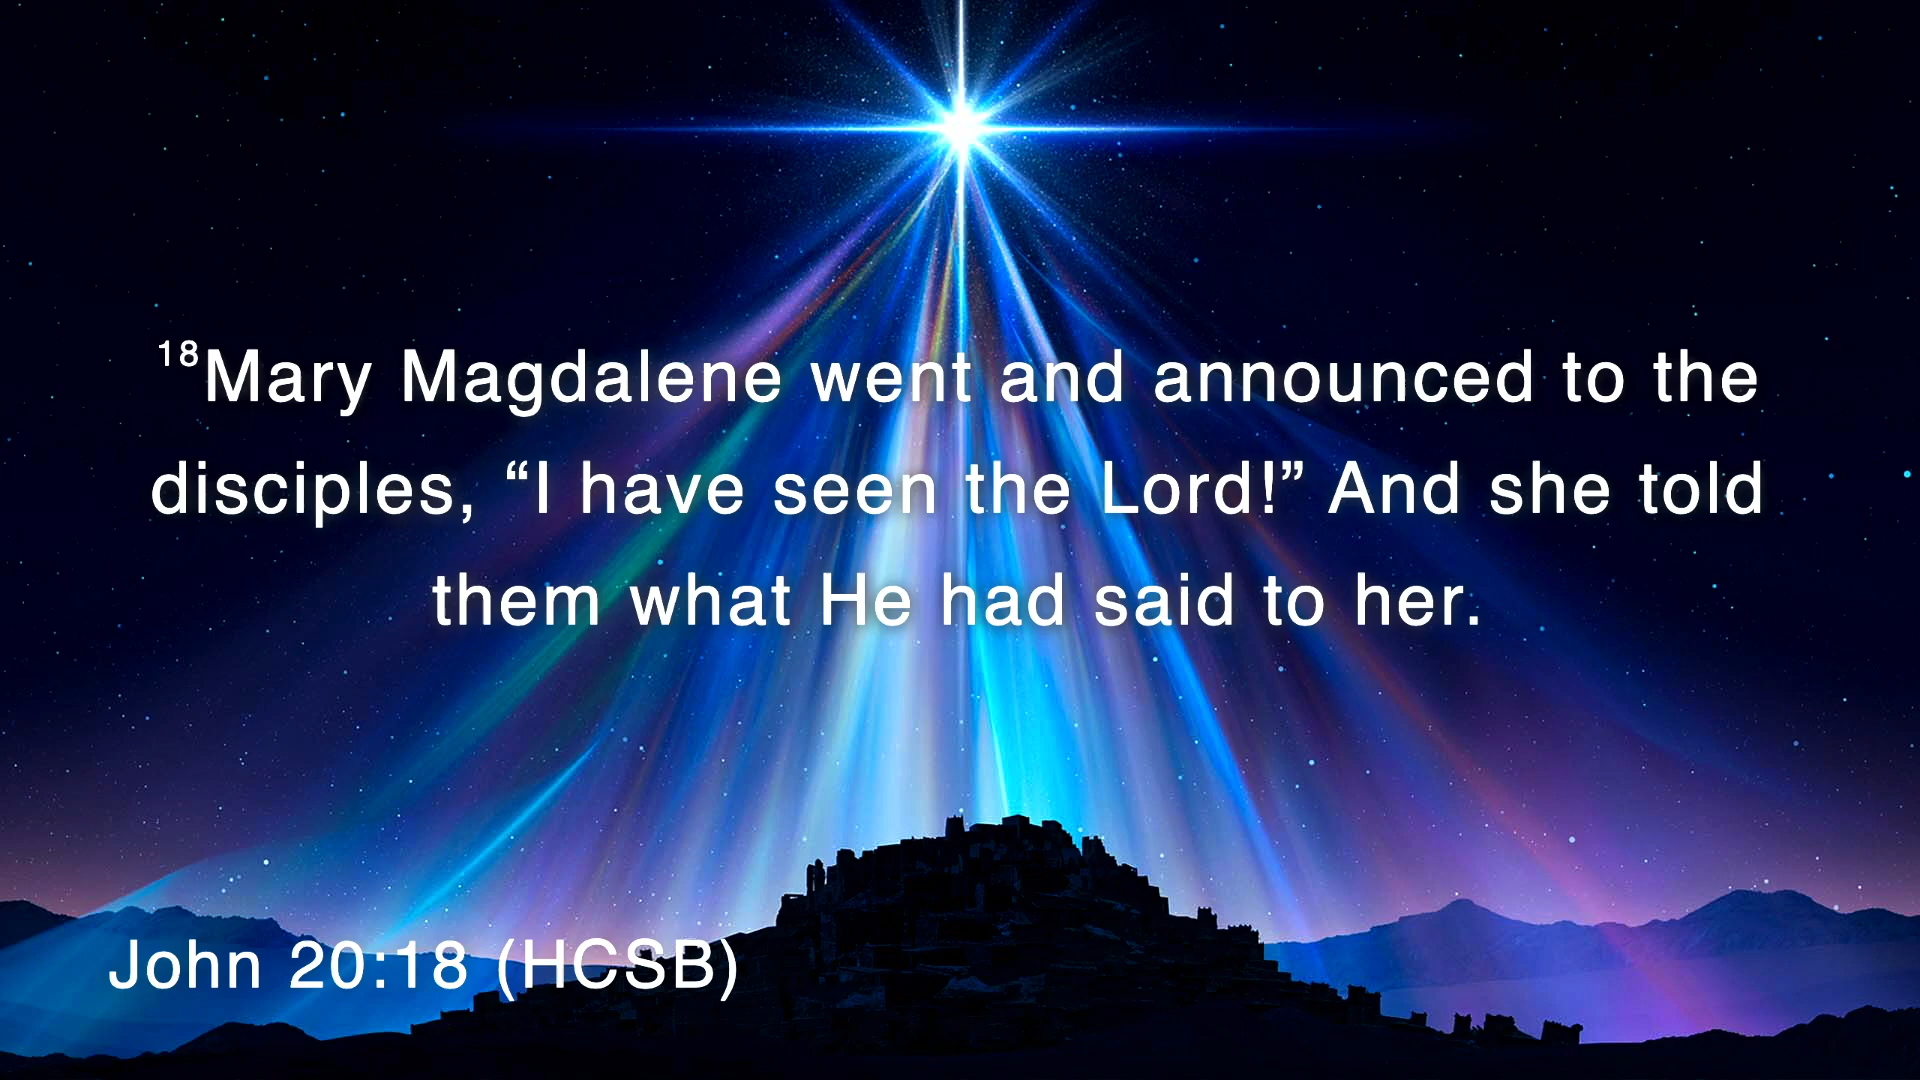 ¹⁸Mary Magdalene went and announced to the
disciples, “I have seen the Lord!” And she told
them what He had said to her.
John 20:18 (HCSB)